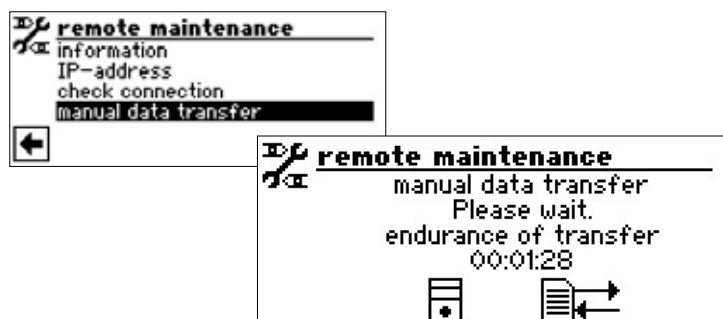 remote maintenance
information
IP-address
check connection
manual data transfer
remote maintenance
manual data transfer
Please wait.
endurance of transfer
00:01:28